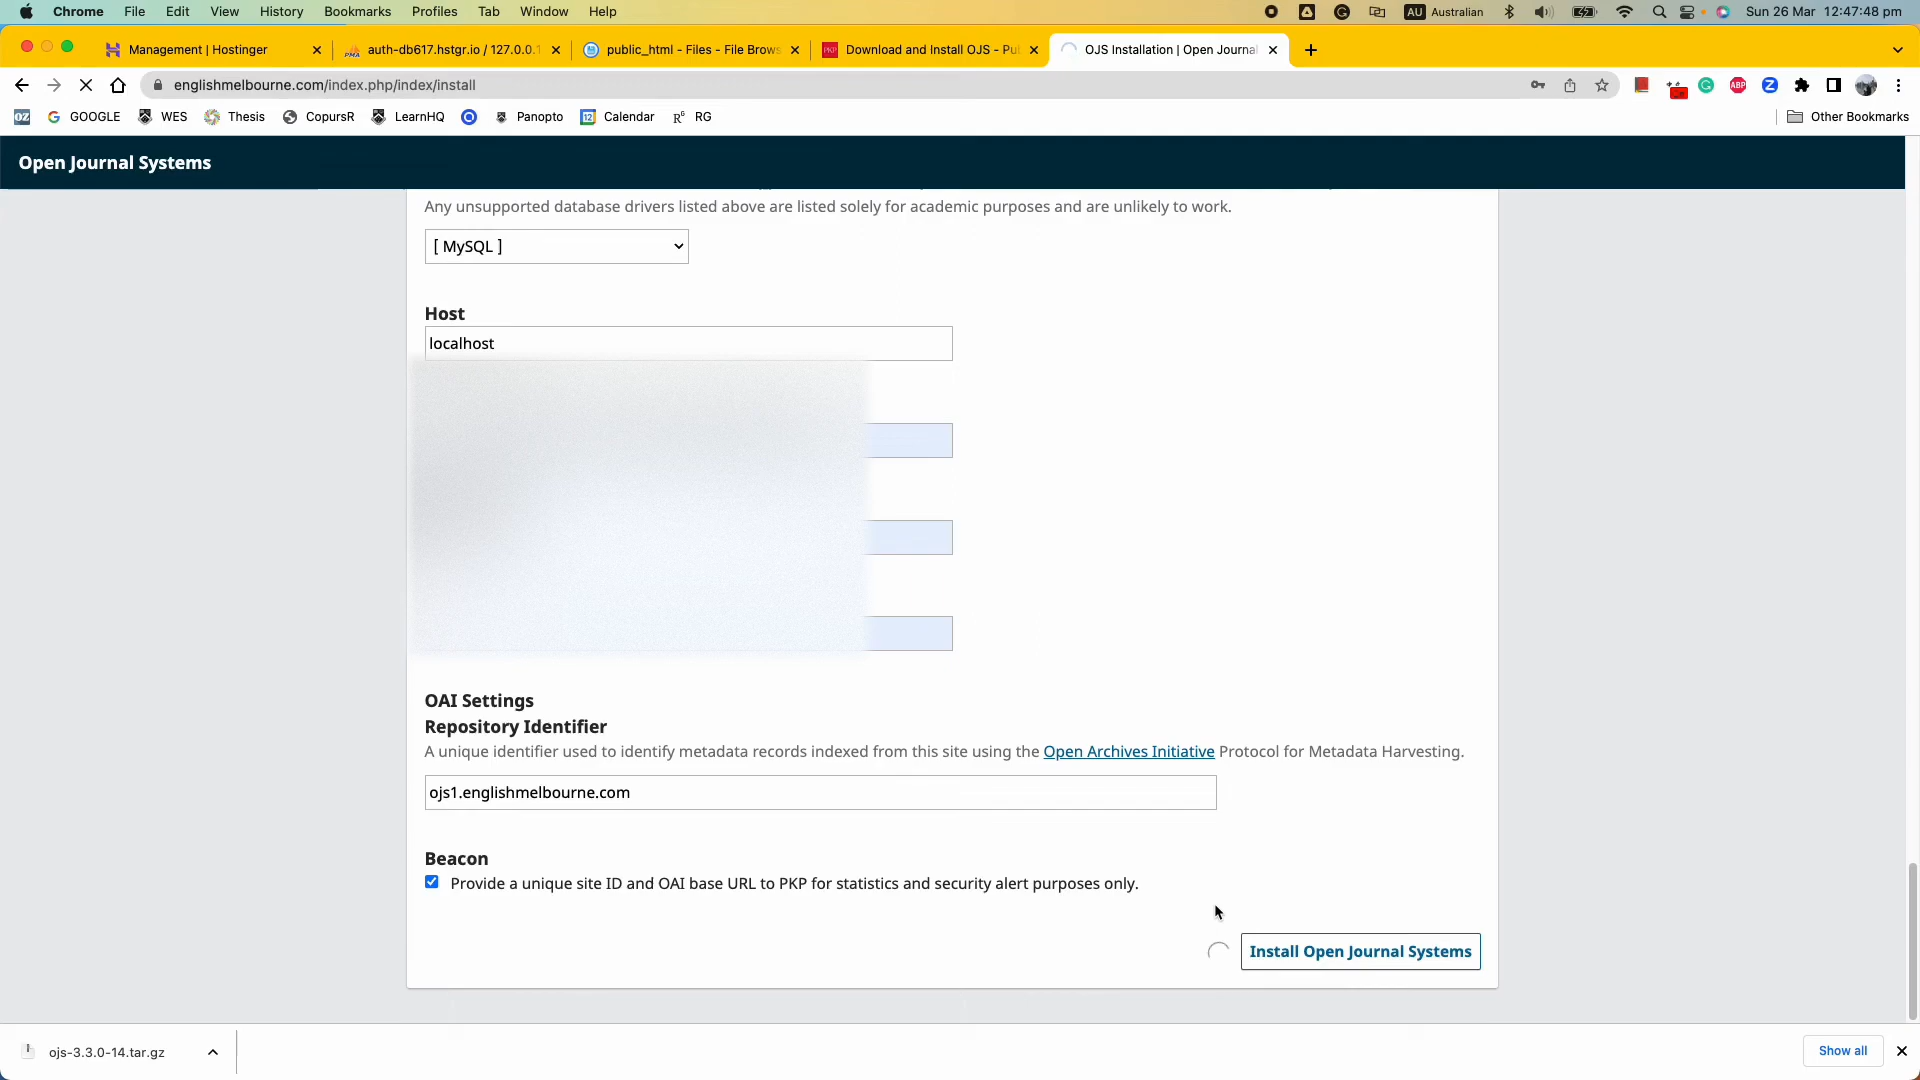 Chrome File Edit View History Bookmarks Profiles Tab Window Help AU Australian Sun 26 Mar 12:47:48 pm
Management | Hostinger auth-db617.hstgr.io / 127.0.0.1 public_html - Files - File Brows PKP Download and Install OJS - Pu OJS Installation | Open Journa
englishmelbourne.com/index.php/index/install
GOOGLE WES Thesis CopursR LearnHQ Panopto Calendar RG Other Bookmarks
Open Journal Systems
Any unsupported database drivers listed above are listed solely for academic purposes and are unlikely to work.
[ MySQL ]
Host
localhost
OAI Settings
Repository Identifier
A unique identifier used to identify metadata records indexed from this site using the Open Archives Initiative Protocol for Metadata Harvesting.
ojs1.englishmelbourne.com
Beacon
Provide a unique site ID and OAI base URL to PKP for statistics and security alert purposes only.
Install Open Journal Systems
ojs-3.3.0-14.tar.gz
Show all